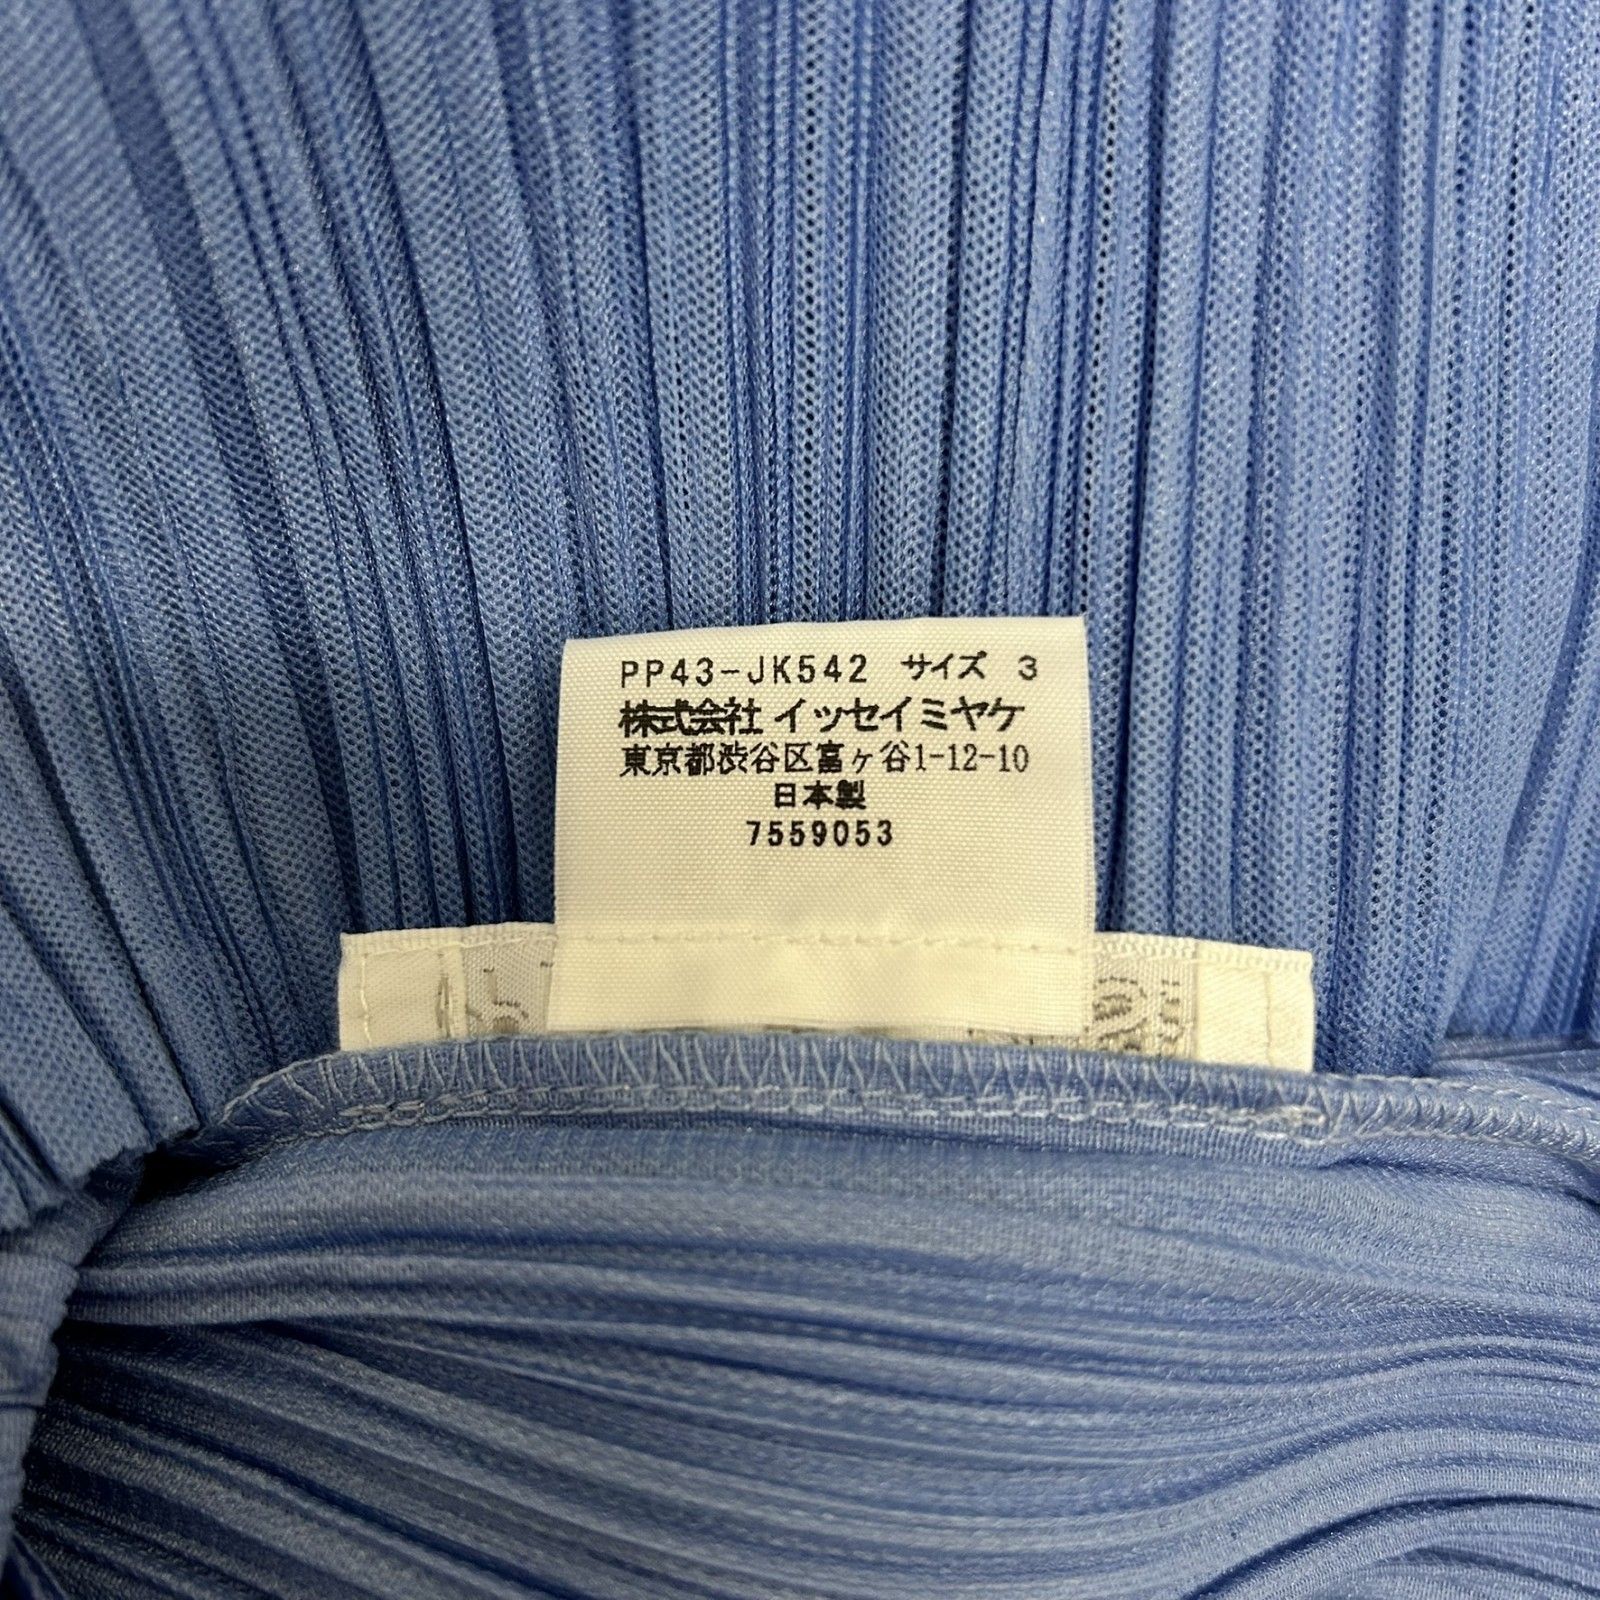 PP43-JK542 サイズ 3
株式会社 イッセイミヤケ
東京都渋谷区富ヶ谷1-12-10
日本製
7559053